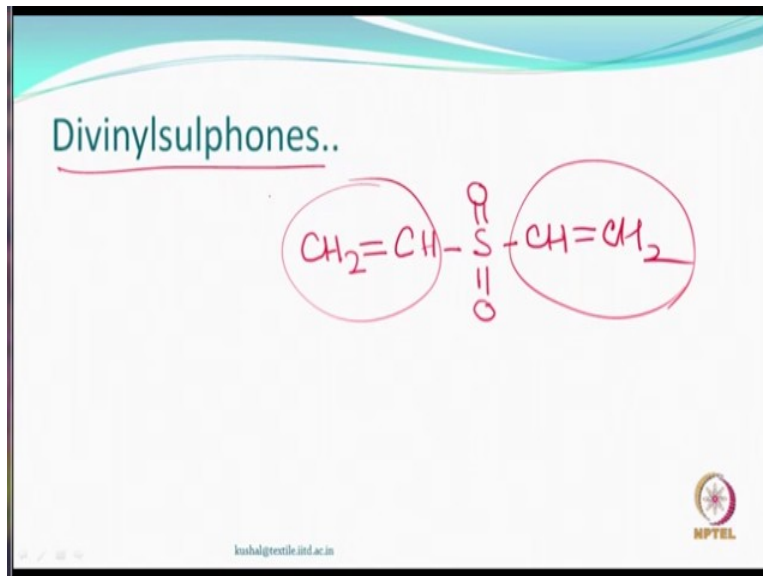 Divinylsulphones..
O
||
CH₂=CH-S-CH=CH₂
||
O
kushal@textile.iitd.ac.in
NPTEL